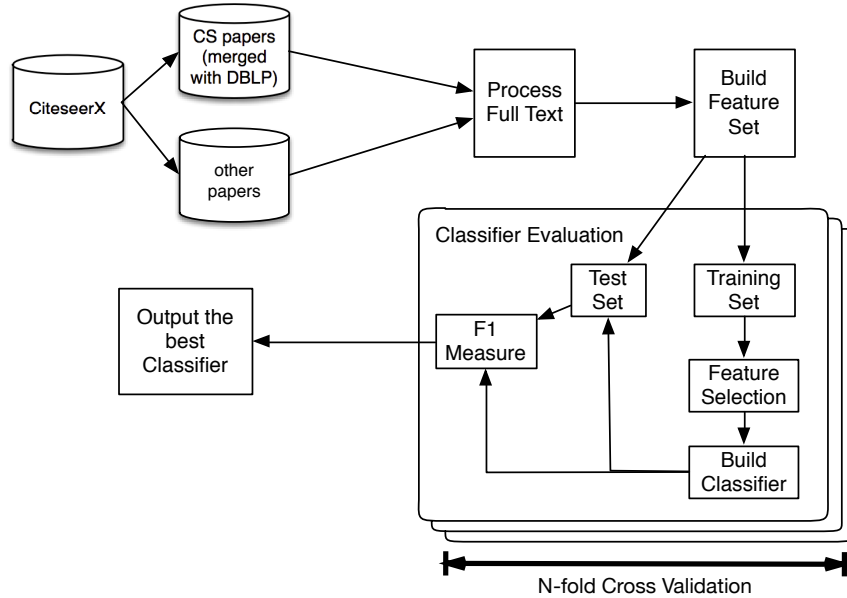 CiteseerX
CS papers
(merged
with DBLP)
other
papers
Process
Full Text
Build
Feature
Set
Classifier Evaluation
Test
Set
Training
Set
F1
Measure
Output the
best
Classifier
Feature
Selection
Build
Classifier
N-fold Cross Validation